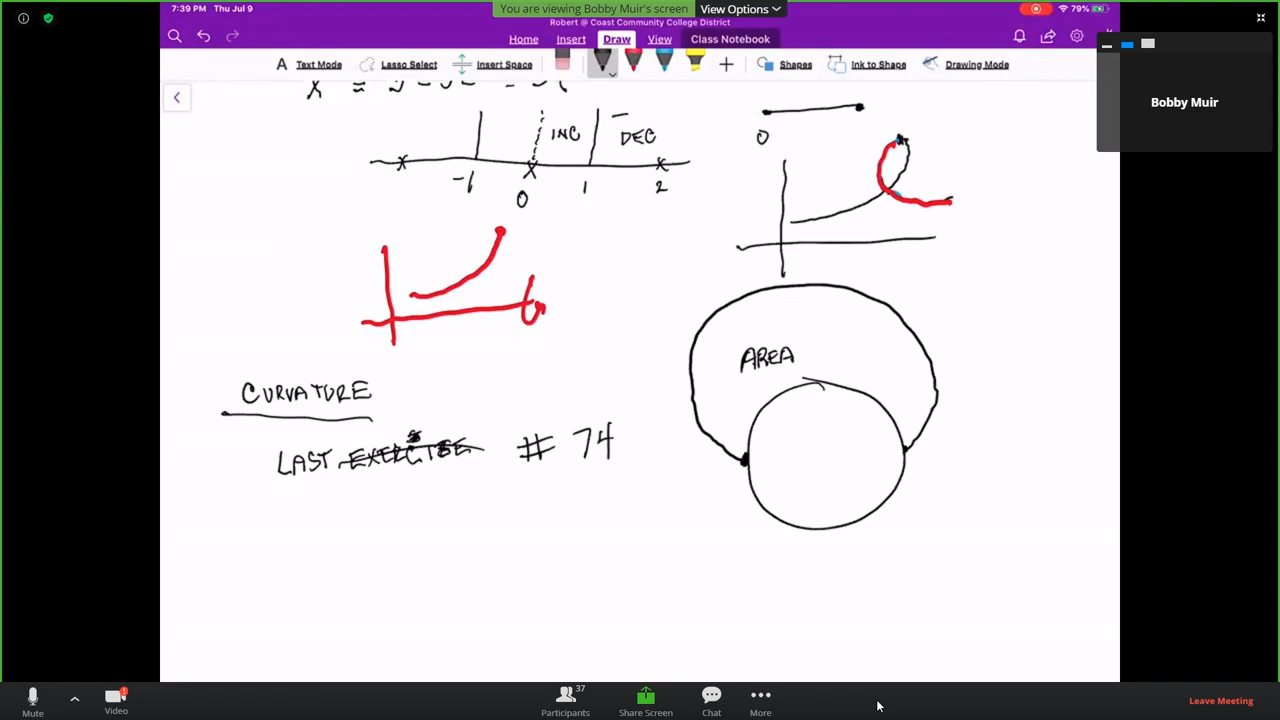 7:39 PM Thu Jul 9
You are viewing Bobby Muir's screen
View Options
79%
Robert @ Coast Community College District
Home Insert Draw View Class Notebook
Text Mode Lasso Select Insert Space Shapes Ink to Shape Drawing Mode
Bobby Muir
INC DEC
-1 0 1 2
0
AREA
CURVATURE
LAST # 74
Mute
Video
37
Participants
Share Screen
Chat
More
Leave Meeting